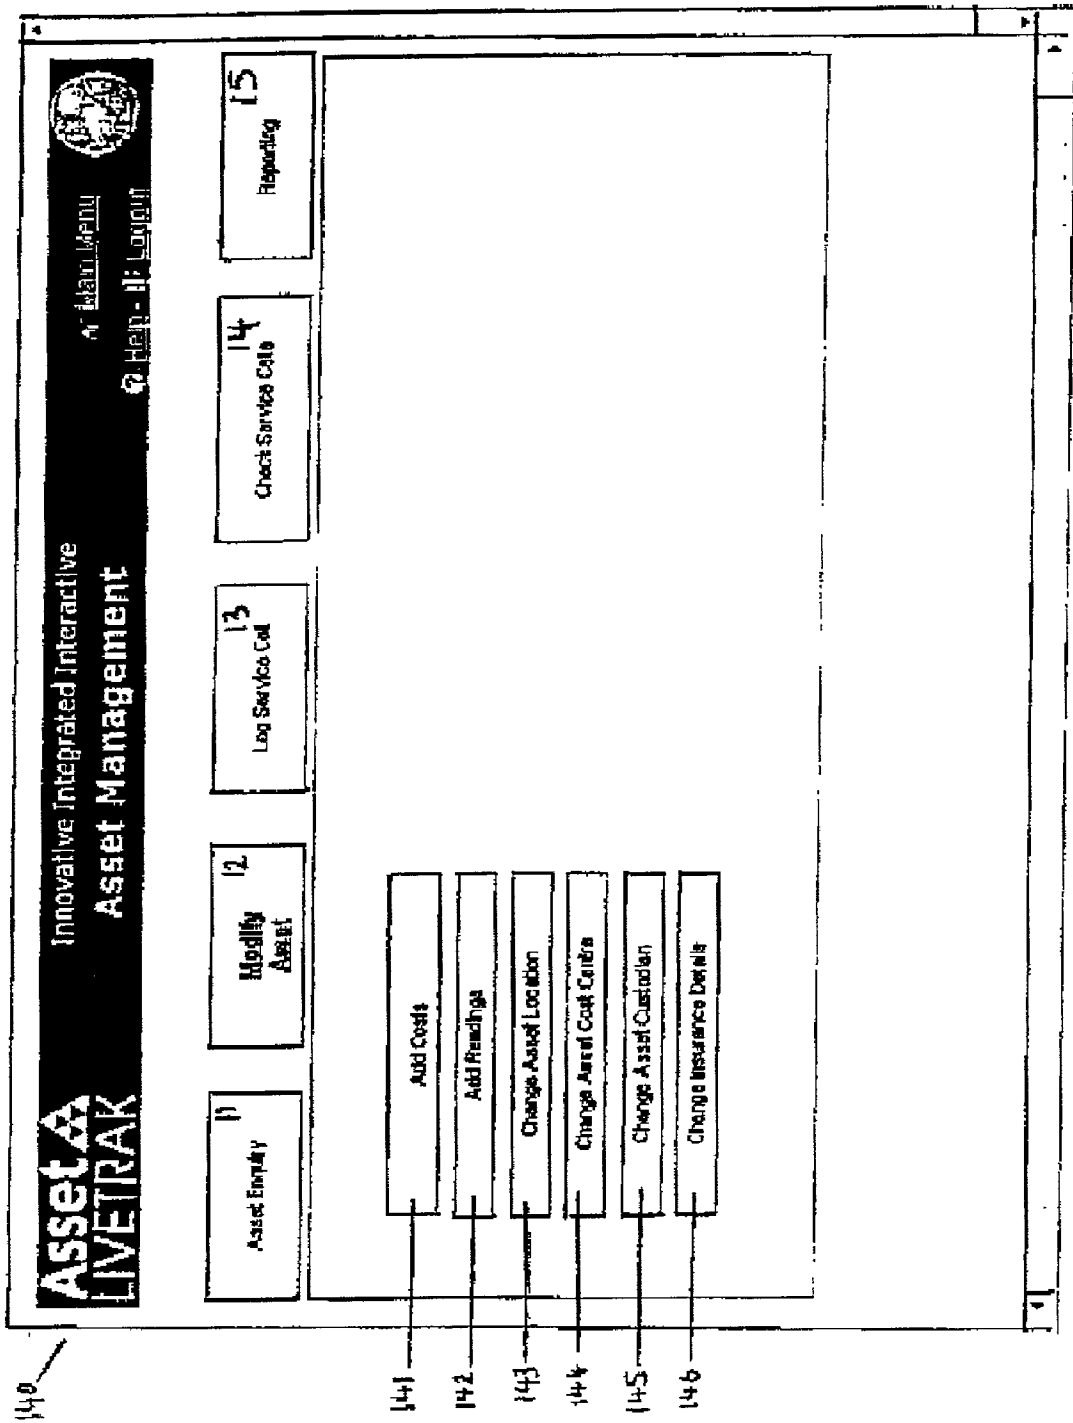 140
Asset
LIVETRAK
Innovative Integrated Interactive
Asset Management
Main Menu
? Help - Logout
11
Asset Enquiry
12
Modify
Asset
13
Log Service Call
14
Check Service Calls
15
Reporting
141
Add Costs
142
Add Readings
143
Change Asset Location
144
Change Asset Cost Centre
145
Change Asset Custodian
146
Change Insurance Details